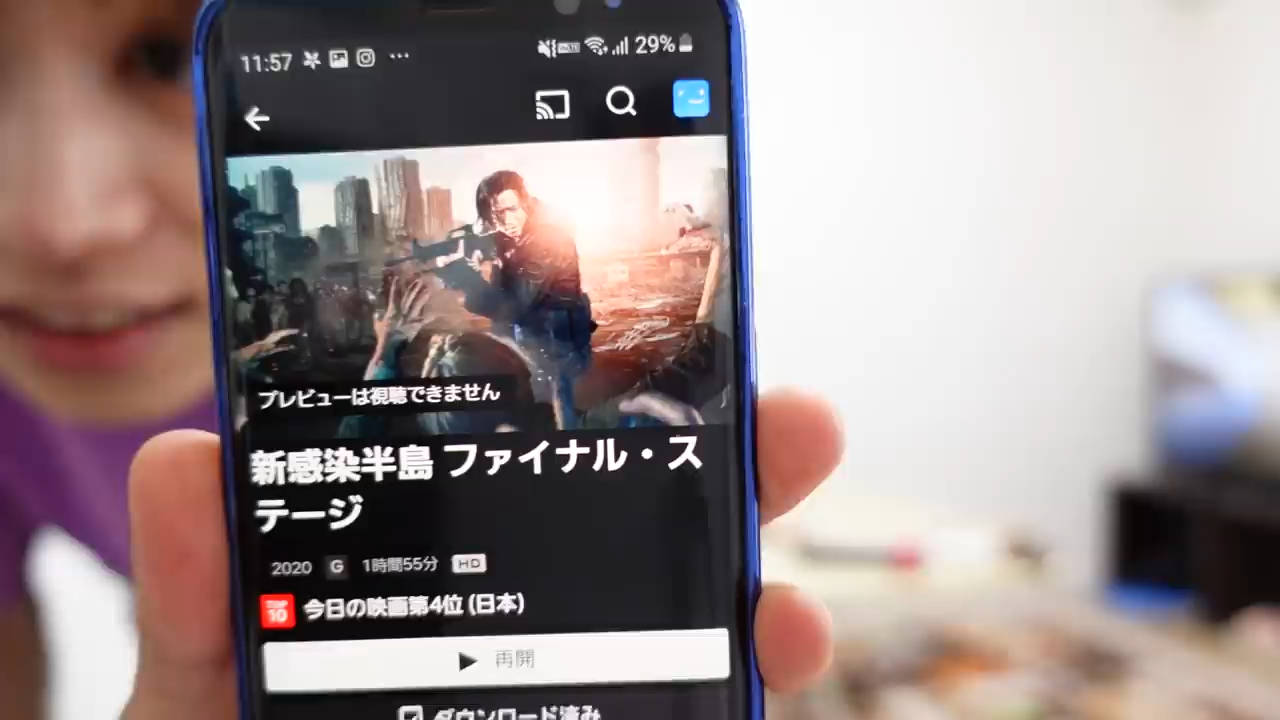 11:57
29%
プレビューは視聴できません
新感染半島 ファイナル・ス
テージ
2020 G 1時間55分 HD
TOP 10 今日の映画第4位 (日本)
再開
ダウンロード済み